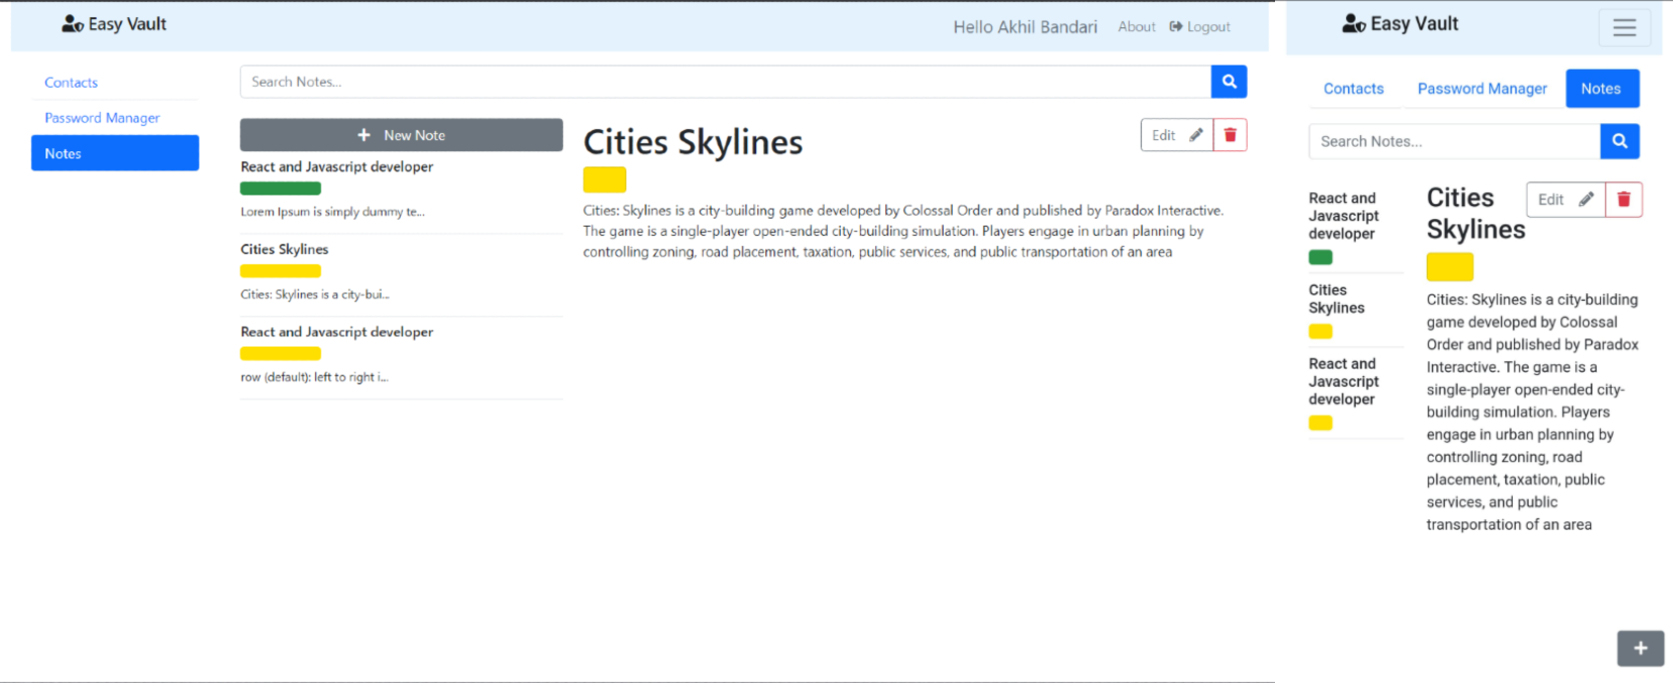 Easy Vault
Hello Akhil Bandari
About
Logout
Contacts
Password Manager
Notes
Search Notes...
New Note
React and Javascript developer
Lorem Ipsum is simply dummy te...
Cities Skylines
Cities: Skylines is a city-bui...
React and Javascript developer
row (default): left to right i...
Cities Skylines
Edit
Cities: Skylines is a city-building game developed by Colossal Order and published by Paradox Interactive.
The game is a single-player open-ended city-building simulation. Players engage in urban planning by
controlling zoning, road placement, taxation, public services, and public transportation of an area
Easy Vault
Contacts
Password Manager
Notes
Search Notes...
React and
Javascript
developer
Cities
Skylines
React and
Javascript
developer
Cities
Skylines
Edit
Cities: Skylines is a city-building
game developed by Colossal
Order and published by Paradox
Interactive. The game is a
single-player open-ended city-
building simulation. Players
engage in urban planning by
controlling zoning, road
placement, taxation, public
services, and public
transportation of an area